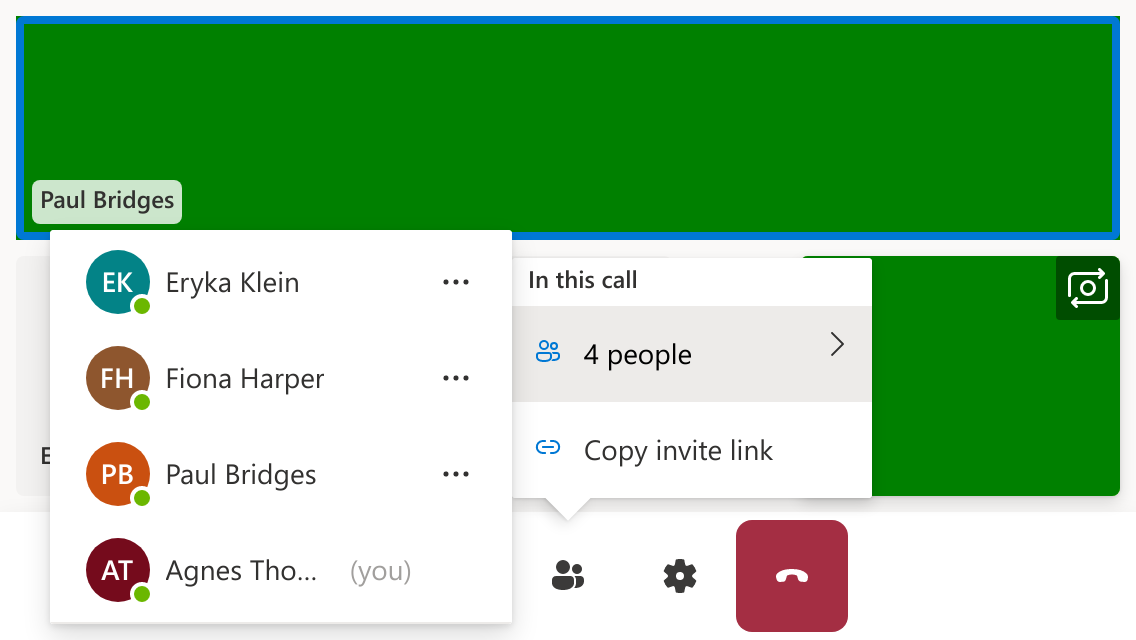 Paul Bridges
EK Eryka Klein
FH Fiona Harper
PB Paul Bridges
AT Agnes Tho... (you)
In this call
4 people
Copy invite link
E